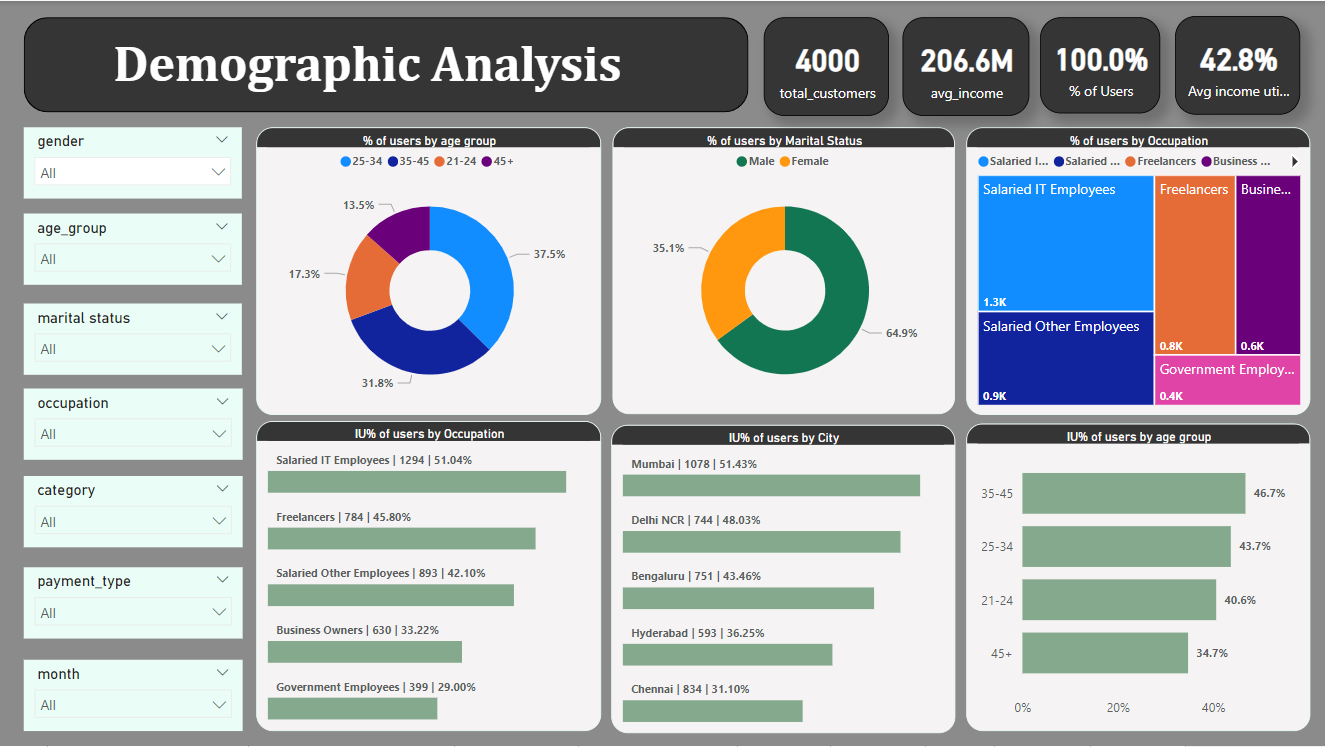 Demographic Analysis
4000
total_customers
206.6M
avg_income
100.0%
% of Users
42.8%
Avg income uti...
gender
All
age_group
All
marital status
All
occupation
All
category
All
payment_type
All
month
All
% of users by age group
25-34 35-45 21-24 45+
13.5%
37.5%
17.3%
31.8%
% of users by Marital Status
Male Female
35.1%
64.9%
% of users by Occupation
Salaried I... Salaried ... Freelancers Business ...
Salaried IT Employees
1.3K
Salaried Other Employees
0.9K
Freelancers
0.8K
Busine...
0.6K
Government Employ...
0.4K
IU% of users by Occupation
Salaried IT Employees | 1294 | 51.04%
Freelancers | 784 | 45.80%
Salaried Other Employees | 893 | 42.10%
Business Owners | 630 | 33.22%
Government Employees | 399 | 29.00%
IU% of users by City
Mumbai | 1078 | 51.43%
Delhi NCR | 744 | 48.03%
Bengaluru | 751 | 43.46%
Hyderabad | 593 | 36.25%
Chennai | 834 | 31.10%
IU% of users by age group
35-45 46.7%
25-34 43.7%
21-24 40.6%
45+ 34.7%
0% 20% 40%